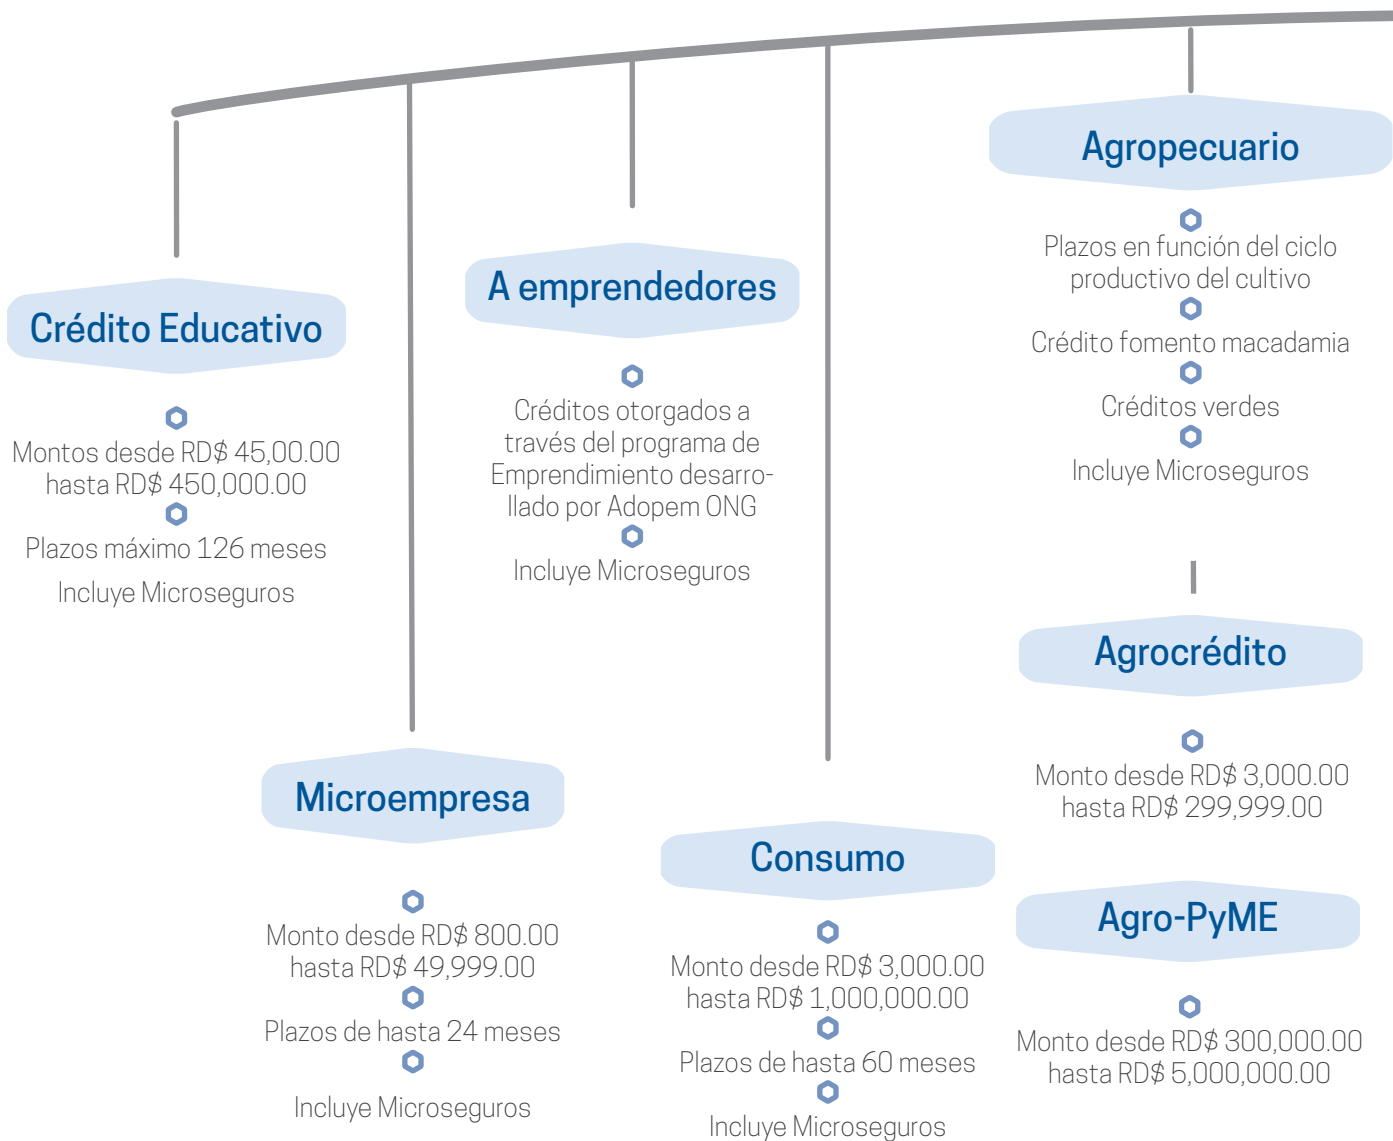 Crédito Educativo
Montos desde RD$ 45,00.00
hasta RD$ 450,000.00
Plazos máximo 126 meses
Incluye Microseguros
Microempresa
Monto desde RD$ 800.00
hasta RD$ 49,999.00
Plazos de hasta 24 meses
Incluye Microseguros
A emprendedores
Créditos otorgados a
través del programa de
Emprendimiento desarro-
llado por Adopem ONG
Incluye Microseguros
Consumo
Monto desde RD$ 3,000.00
hasta RD$ 1,000,000.00
Plazos de hasta 60 meses
Incluye Microseguros
Agropecuario
Plazos en función del ciclo
productivo del cultivo
Crédito fomento macadamia
Créditos verdes
Incluye Microseguros
Agrocrédito
Monto desde RD$ 3,000.00
hasta RD$ 299,999.00
Agro-PyME
Monto desde RD$ 300,000.00
hasta RD$ 5,000,000.00